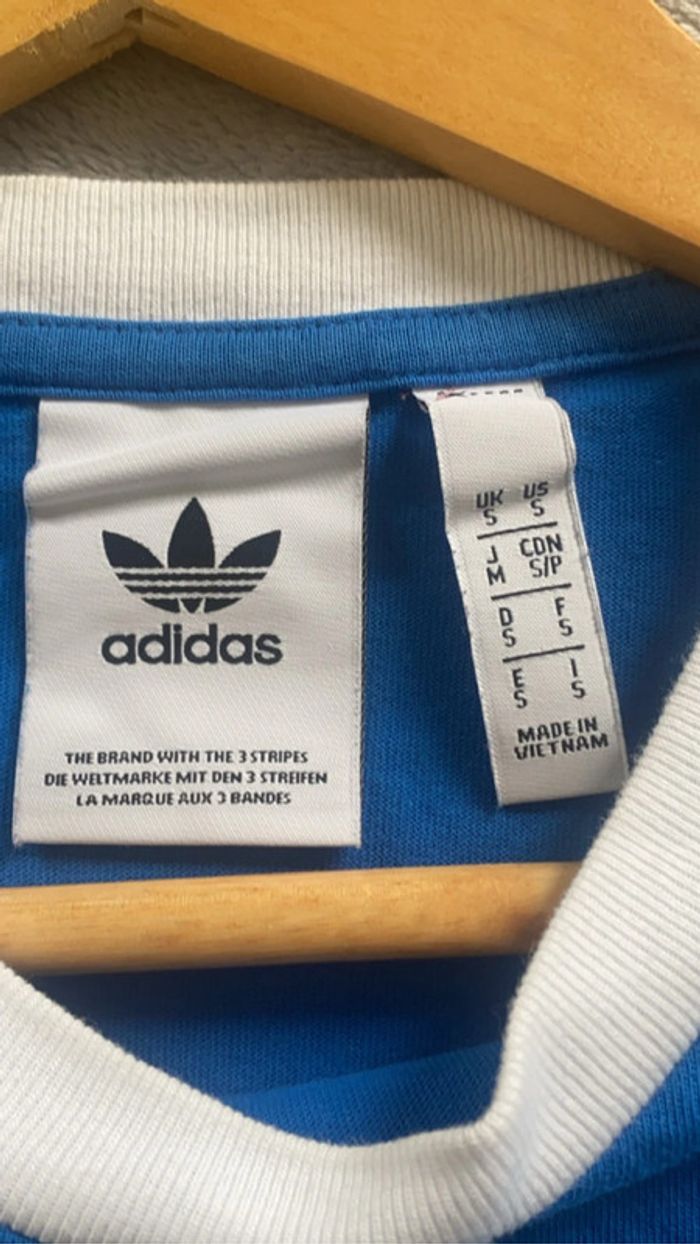 adidas
THE BRAND WITH THE 3 STRIPES
DIE WELTMARKE MIT DEN 3 STREIFEN
LA MARQUE AUX 3 BANDES
UK US
S S
J CDN
M S/P
D F
S S
E I
S S
MADE IN
VIETNAM